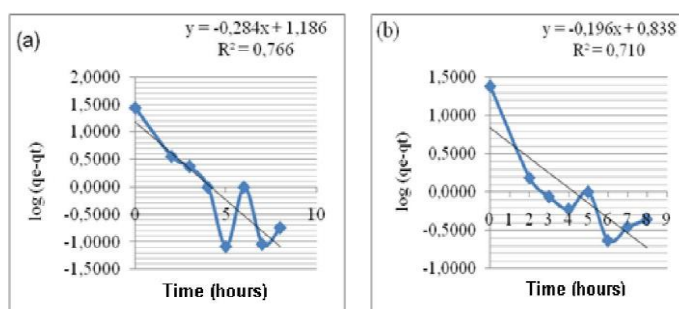 (a)
y = -0,284x + 1,186
R² = 0,766
2,0000
1,5000
1,0000
0,5000
0,0000
-0,5000
-1,0000
-1,5000
0
5
10
log (qe-qt)
Time (hours)
(b)
y = -0,196x + 0,838
R² = 0,710
1,5000
1,0000
0,5000
0,0000
-0,5000
-1,0000
0 1 2 3 4 5 6 7 8 9
log (qe-qt)
Time (hours)